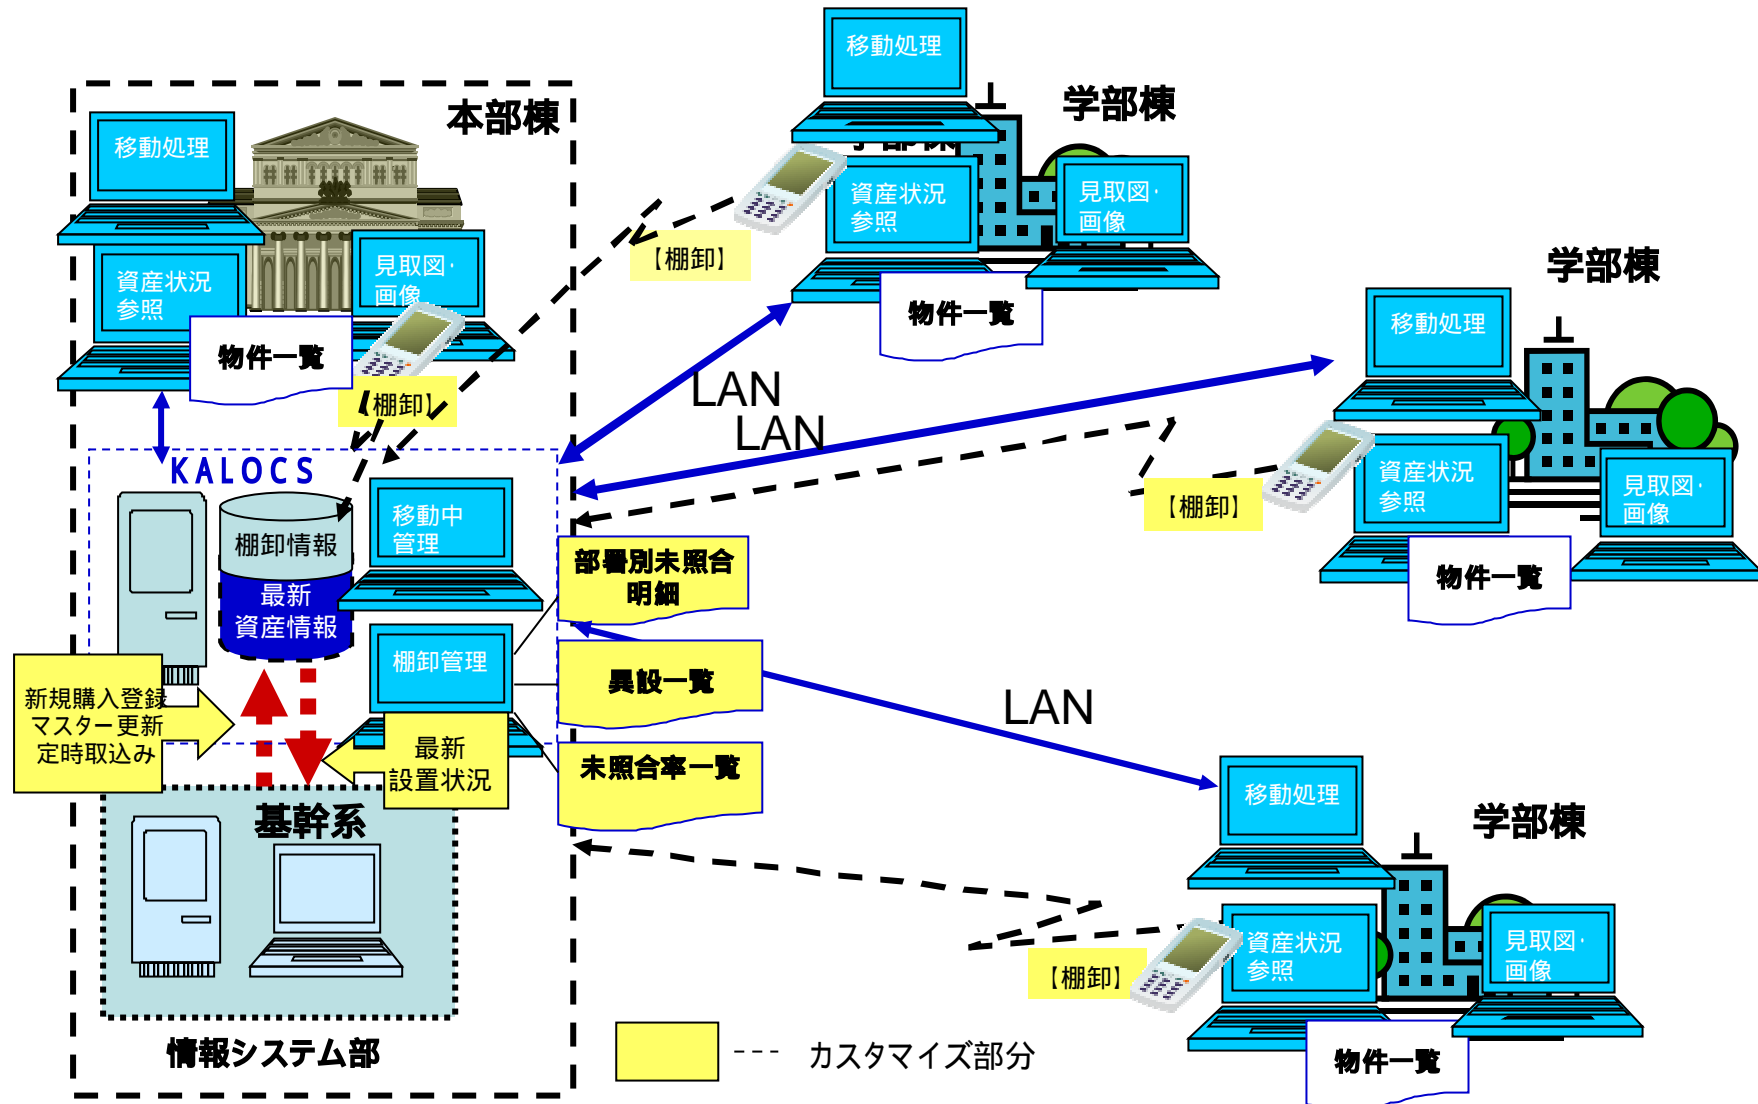 本部棟
移動処理
資産状況
参照
見取図・
画像
物件一覧
【棚卸】
移動処理
学部棟
学部棟
資産状況
参照
見取図・
画像
【棚卸】
物件一覧
LAN
LAN
学部棟
移動処理
資産状況
参照
見取図・
画像
【棚卸】
物件一覧
KALOCS
棚卸情報
最新
資産情報
移動中
管理
棚卸管理
部署別未照合
明細
異設一覧
未照合率一覧
新規購入登録
マスター更新
定時取込み
最新
設置状況
基幹系
情報システム部
LAN
学部棟
移動処理
資産状況
参照
見取図・
画像
【棚卸】
物件一覧
カスタマイズ部分